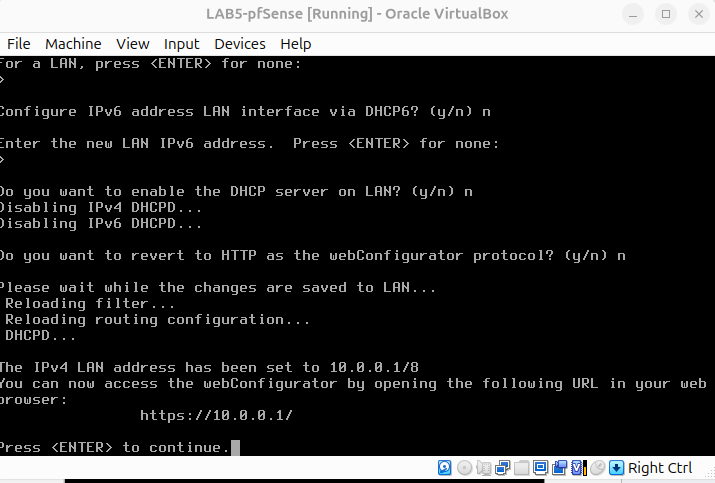 LAB5-pfSense [Running] - Oracle VirtualBox
File Machine View Input Devices Help
For a LAN, press <ENTER> for none:
>
Configure IPv6 address LAN interface via DHCP6? (y/n) n
Enter the new LAN IPv6 address.  Press <ENTER> for none:
>
Do you want to enable the DHCP server on LAN? (y/n) n
Disabling IPv4 DHCPD...
Disabling IPv6 DHCPD...
Do you want to revert to HTTP as the webConfigurator protocol? (y/n) n
Please wait while the changes are saved to LAN...
Reloading filter...
Reloading routing configuration...
DHCPD...
The IPv4 LAN address has been set to 10.0.0.1/8
You can now access the webConfigurator by opening the following URL in your web
browser:
https://10.0.0.1/
Press <ENTER> to continue.
Right Ctrl